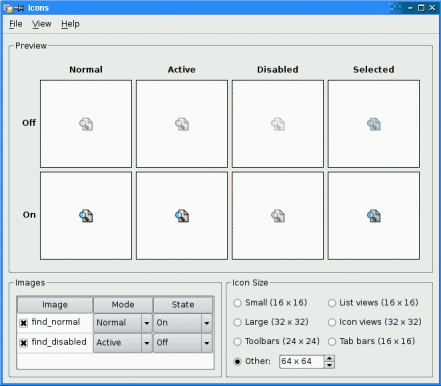 Icons
File View Help
Preview
Normal Active Disabled Selected
Off
On
Images
Image Mode State
find_normal Normal On
find_disabled Active Off
Icon Size
Small (16 x 16) List views (16 x 16)
Large (32 x 32) Icon views (32 x 32)
Toolbars (24 x 24) Tab bars (16 x 16)
Other: 64 x 64